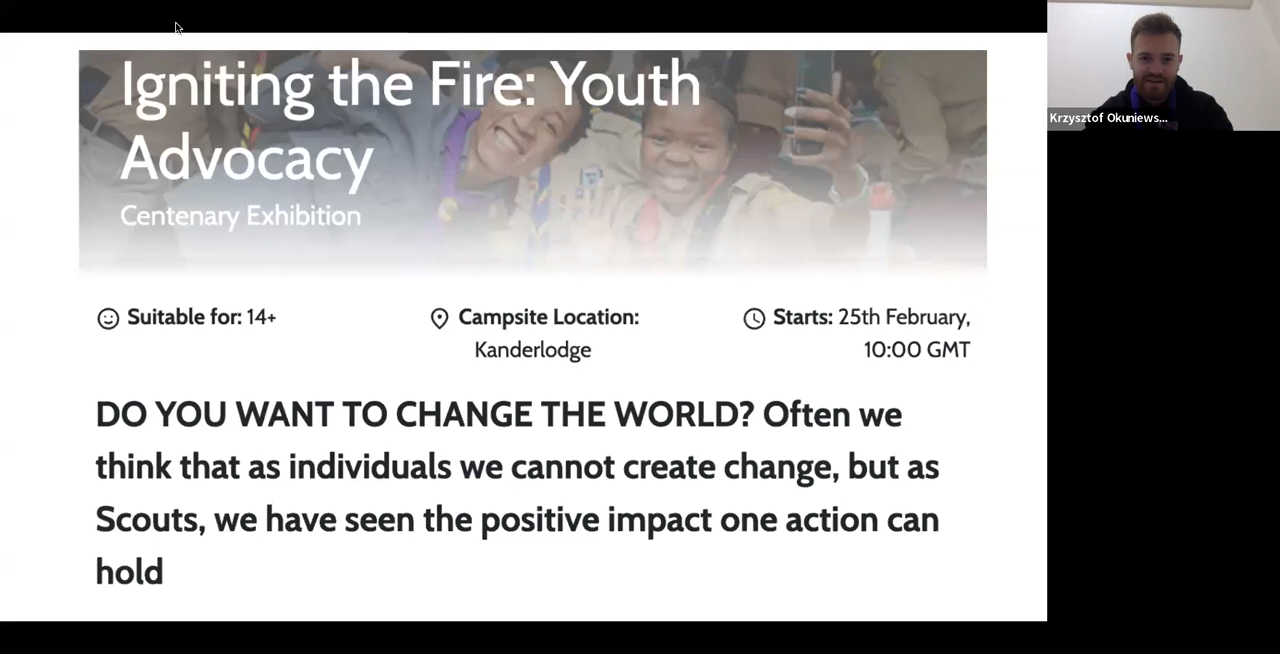 Igniting the Fire: Youth
Advocacy
Centenary Exhibition
Suitable for: 14+
Campsite Location:
Kanderlodge
Starts: 25th February,
10:00 GMT
DO YOU WANT TO CHANGE THE WORLD? Often we
think that as individuals we cannot create change, but as
Scouts, we have seen the positive impact one action can
hold
Krzysztof Okuniews...